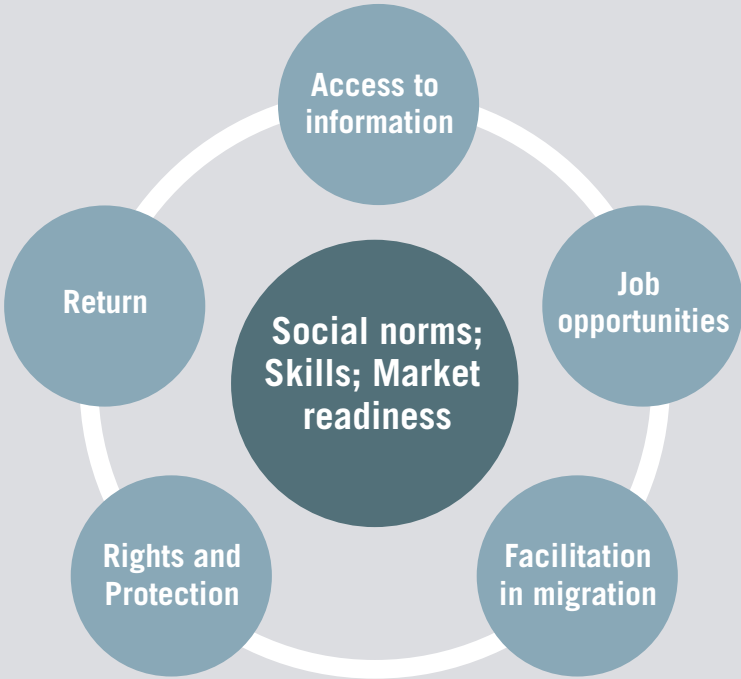 Access to
information
Job
opportunities
Facilitation
in migration
Rights and
Protection
Return
Social norms;
Skills; Market
readiness